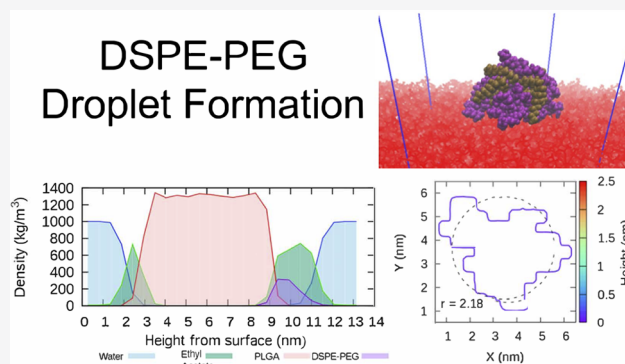 DSPE-PEG
Droplet Formation
Density (kg/m³)
1400
1200
1000
800
600
400
200
0
0 1 2 3 4 5 6 7 8 9 10 11 12 13 14
Height from surface (nm)
Water Ethyl PLGA DSPE-PEG
Y (nm)
6
5
4
3
2
1
r = 2.18
1 2 3 4 5 6
X (nm)
2.5
2
1.5
1
0.5
0